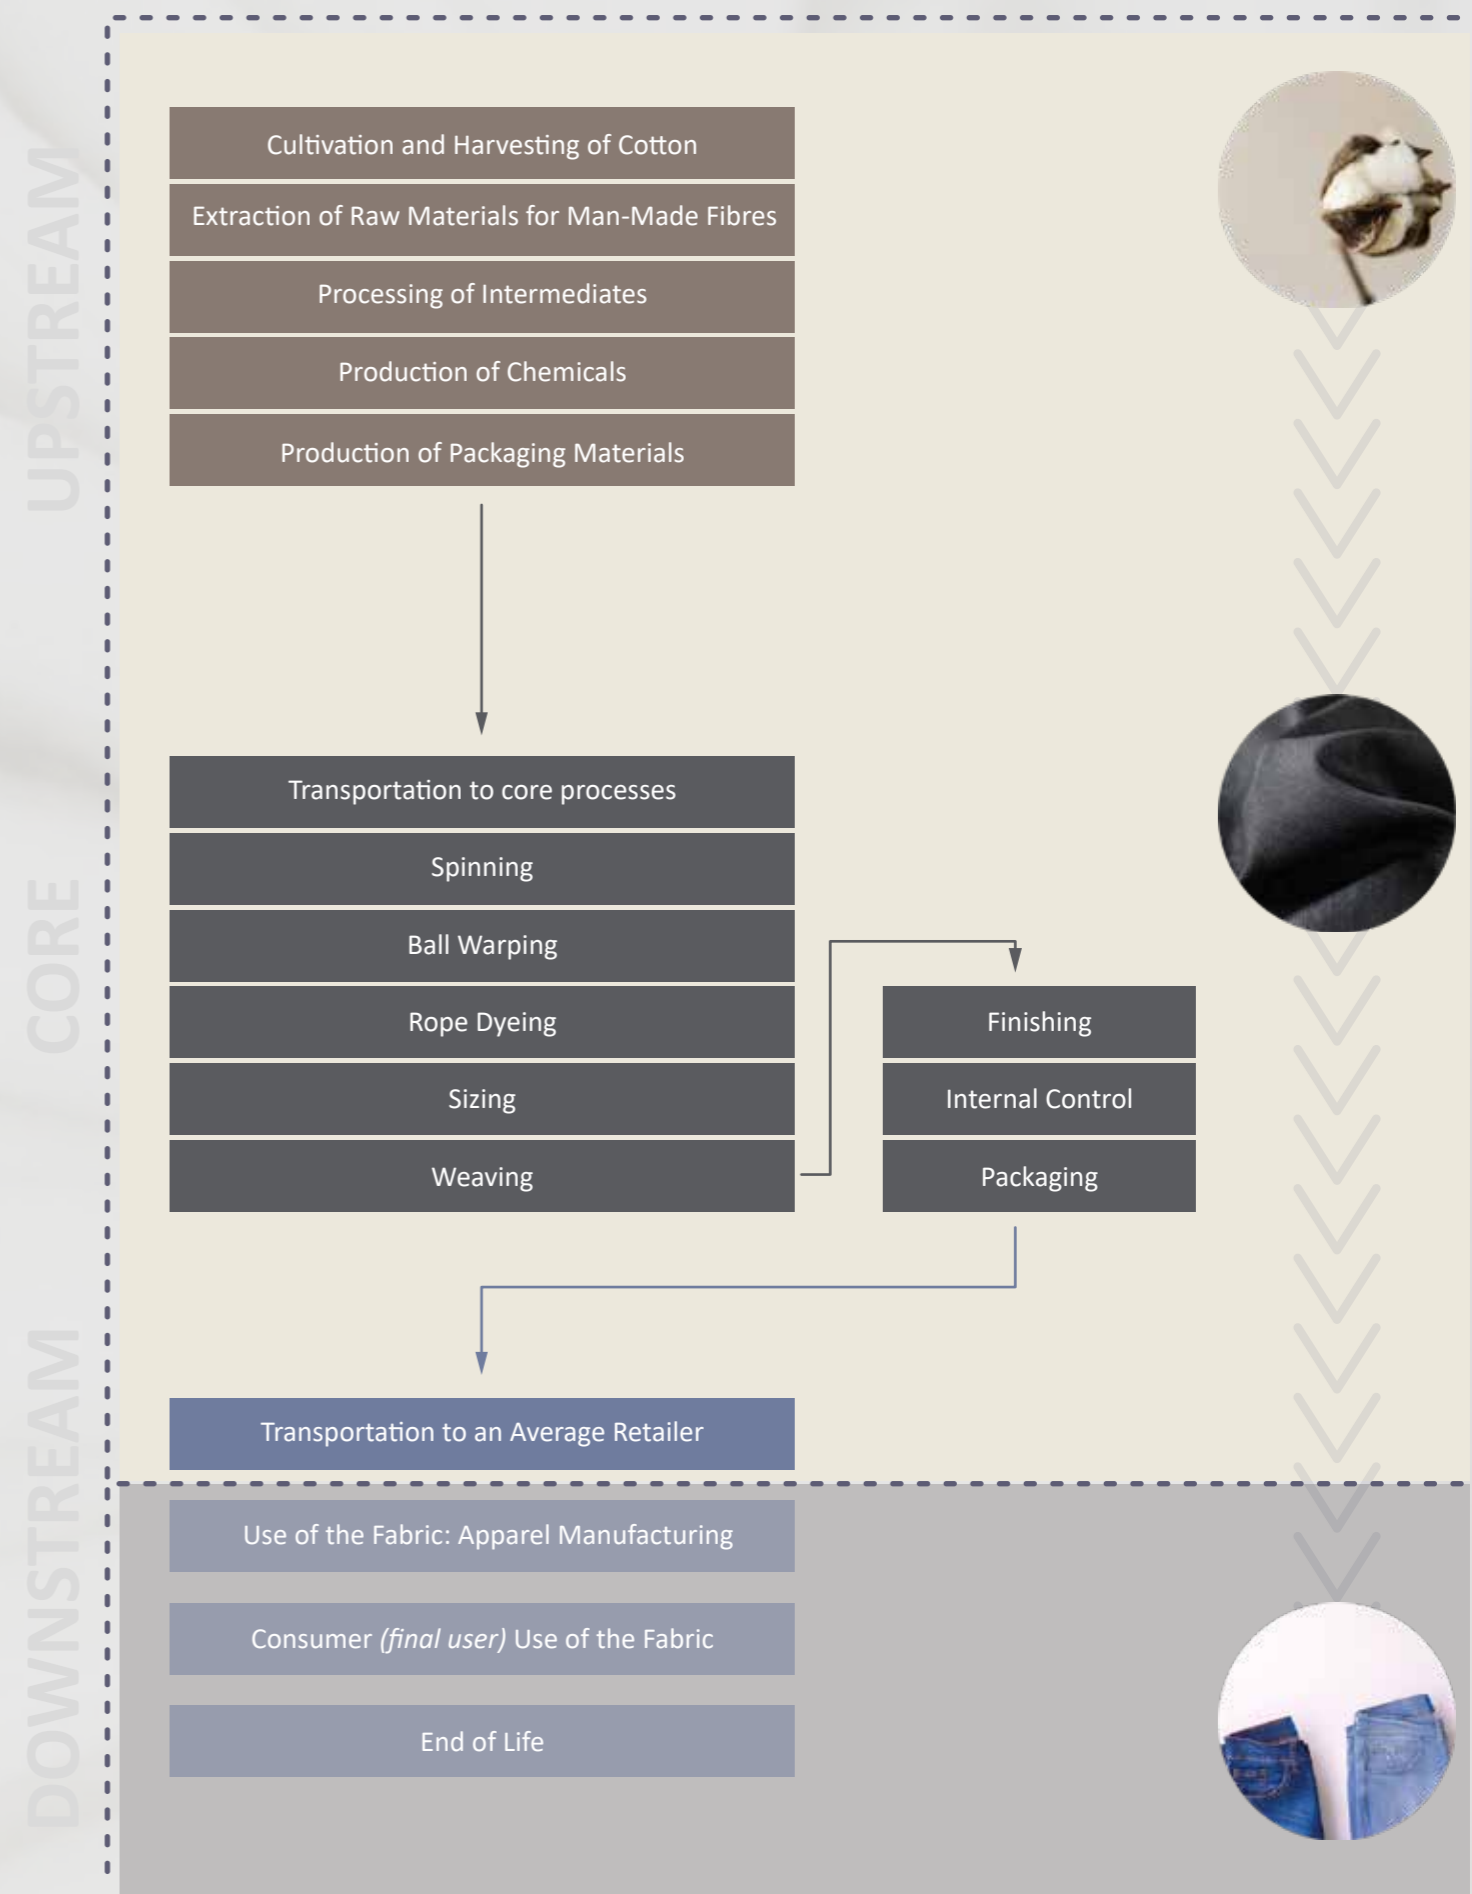 UPSTREAM
Cultivation and Harvesting of Cotton
Extraction of Raw Materials for Man-Made Fibres
Processing of Intermediates
Production of Chemicals
Production of Packaging Materials
CORE
Transportation to core processes
Spinning
Ball Warping
Rope Dyeing
Sizing
Weaving
Finishing
Internal Control
Packaging
DOWNSTREAM
Transportation to an Average Retailer
Use of the Fabric: Apparel Manufacturing
Consumer (final user) Use of the Fabric
End of Life